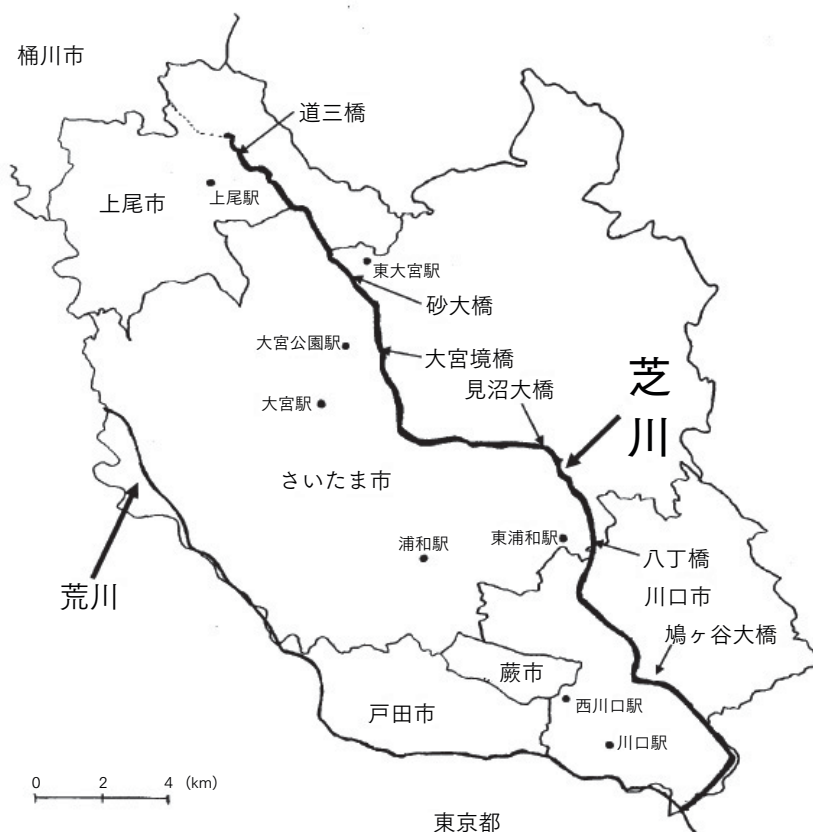 桶川市
道三橋
上尾駅
上尾市
東大宮駅
砂大橋
大宮公園駅
大宮境橋
芝川
見沼大橋
大宮駅
さいたま市
浦和駅
東浦和駅
八丁橋
荒川
川口市
鳩ヶ谷大橋
蕨市
西川口駅
戸田市
川口駅
0 2 4 (km)
東京都